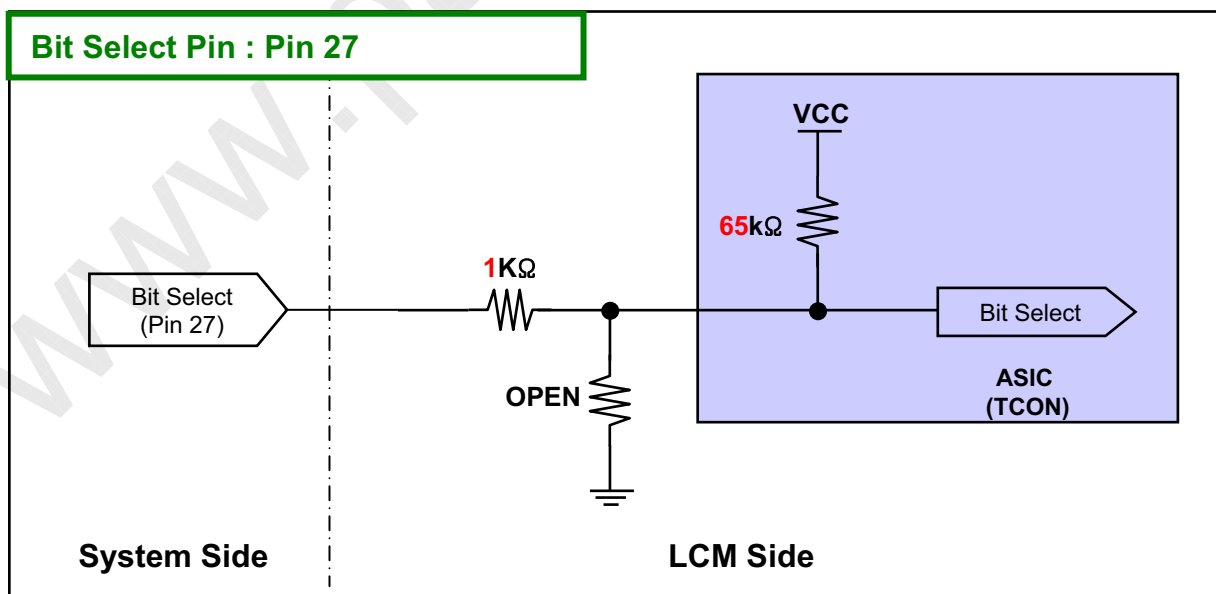 Bit Select Pin : Pin 27
VCC
65kΩ
1KΩ
Bit Select
(Pin 27)
Bit Select
OPEN
ASIC
(TCON)
System Side
LCM Side
www.